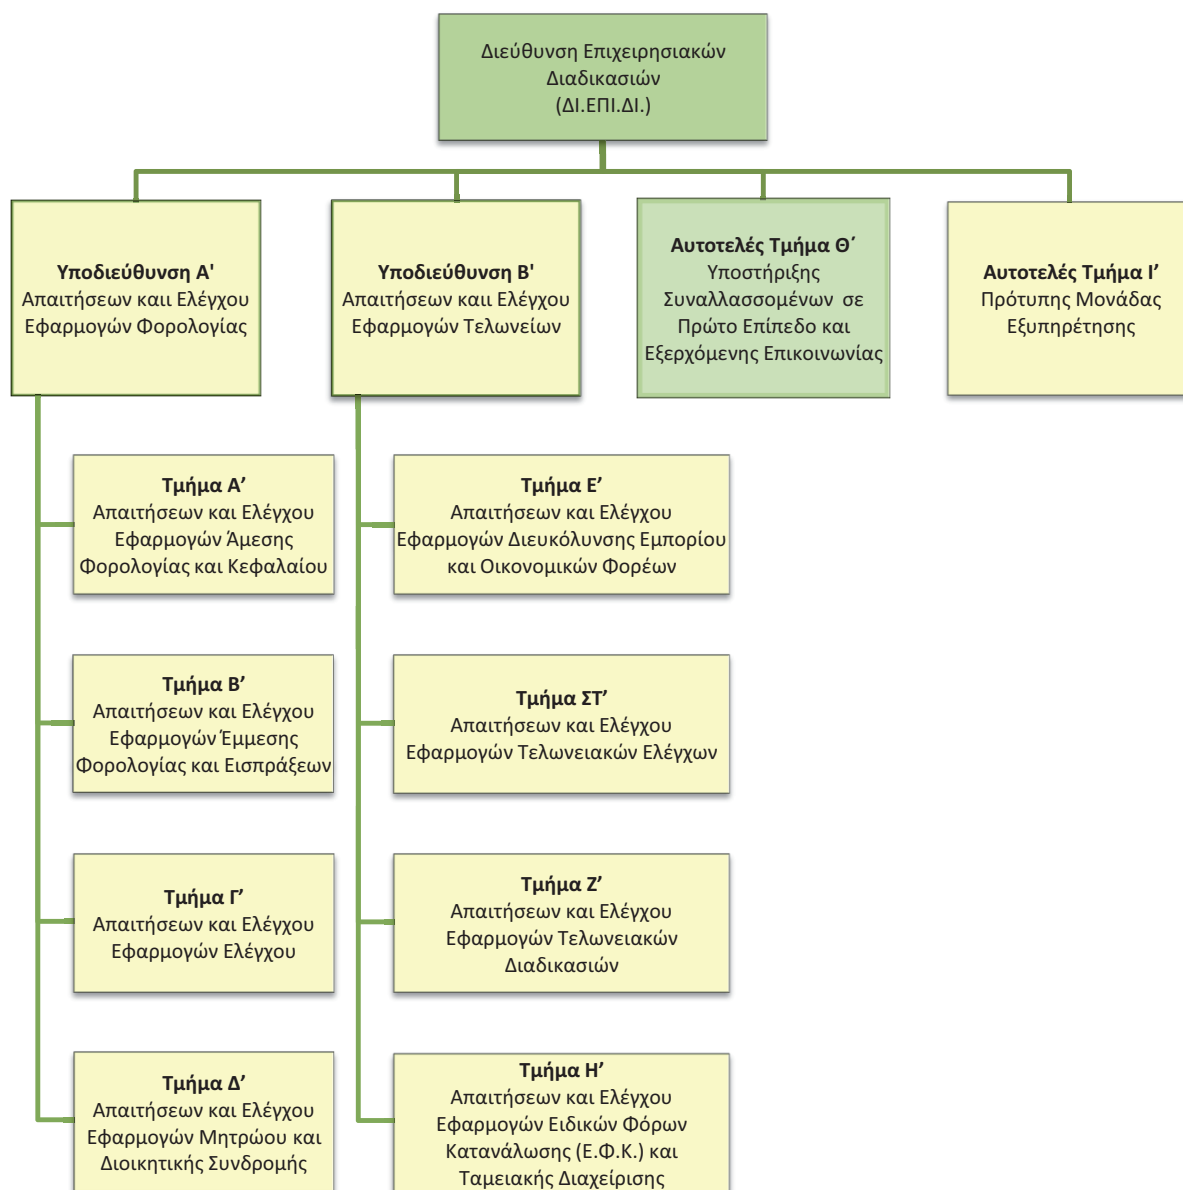 Διεύθυνση Επιχειρησιακών
Διαδικασιών
(ΔΙ.ΕΠΙ.ΔΙ.)
Υποδιεύθυνση Α'
Απαιτήσεων καιι Ελέγχου
Εφαρμογών Φορολογίας
Υποδιεύθυνση Β'
Απαιτήσεων καιι Ελέγχου
Εφαρμογών Τελωνείων
Αυτοτελές Τμήμα Θ΄
Υποστήριξης
Συναλλασσομένων σε
Πρώτο Επίπεδο και
Εξερχόμενης Επικοινωνίας
Αυτοτελές Τμήμα Ι’
Πρότυπης Μονάδας
Εξυπηρέτησης
Τμήμα Α’
Απαιτήσεων και Ελέγχου
Εφαρμογών Άμεσης
Φορολογίας και Κεφαλαίου
Τμήμα Β’
Απαιτήσεων και Ελέγχου
Εφαρμογών Έμμεσης
Φορολογίας και Εισπράξεων
Τμήμα Γ’
Απαιτήσεων και Ελέγχου
Εφαρμογών Ελέγχου
Τμήμα Δ’
Απαιτήσεων και Ελέγχου
Εφαρμογών Μητρώου και
Διοικητικής Συνδρομής
Τμήμα Ε’
Απαιτήσεων και Ελέγχου
Εφαρμογών Διευκόλυνσης Εμπορίου
και Οικονομικών Φορέων
Τμήμα ΣΤ’
Απαιτήσεων και Ελέγχου
Εφαρμογών Τελωνειακών Ελέγχων
Τμήμα Ζ’
Απαιτήσεων και Ελέγχου
Εφαρμογών Τελωνειακών
Διαδικασιών
Τμήμα Η’
Απαιτήσεων και Ελέγχου
Εφαρμογών Ειδικών Φόρων
Κατανάλωσης (Ε.Φ.Κ.) και
Ταμειακής Διαχείρισης